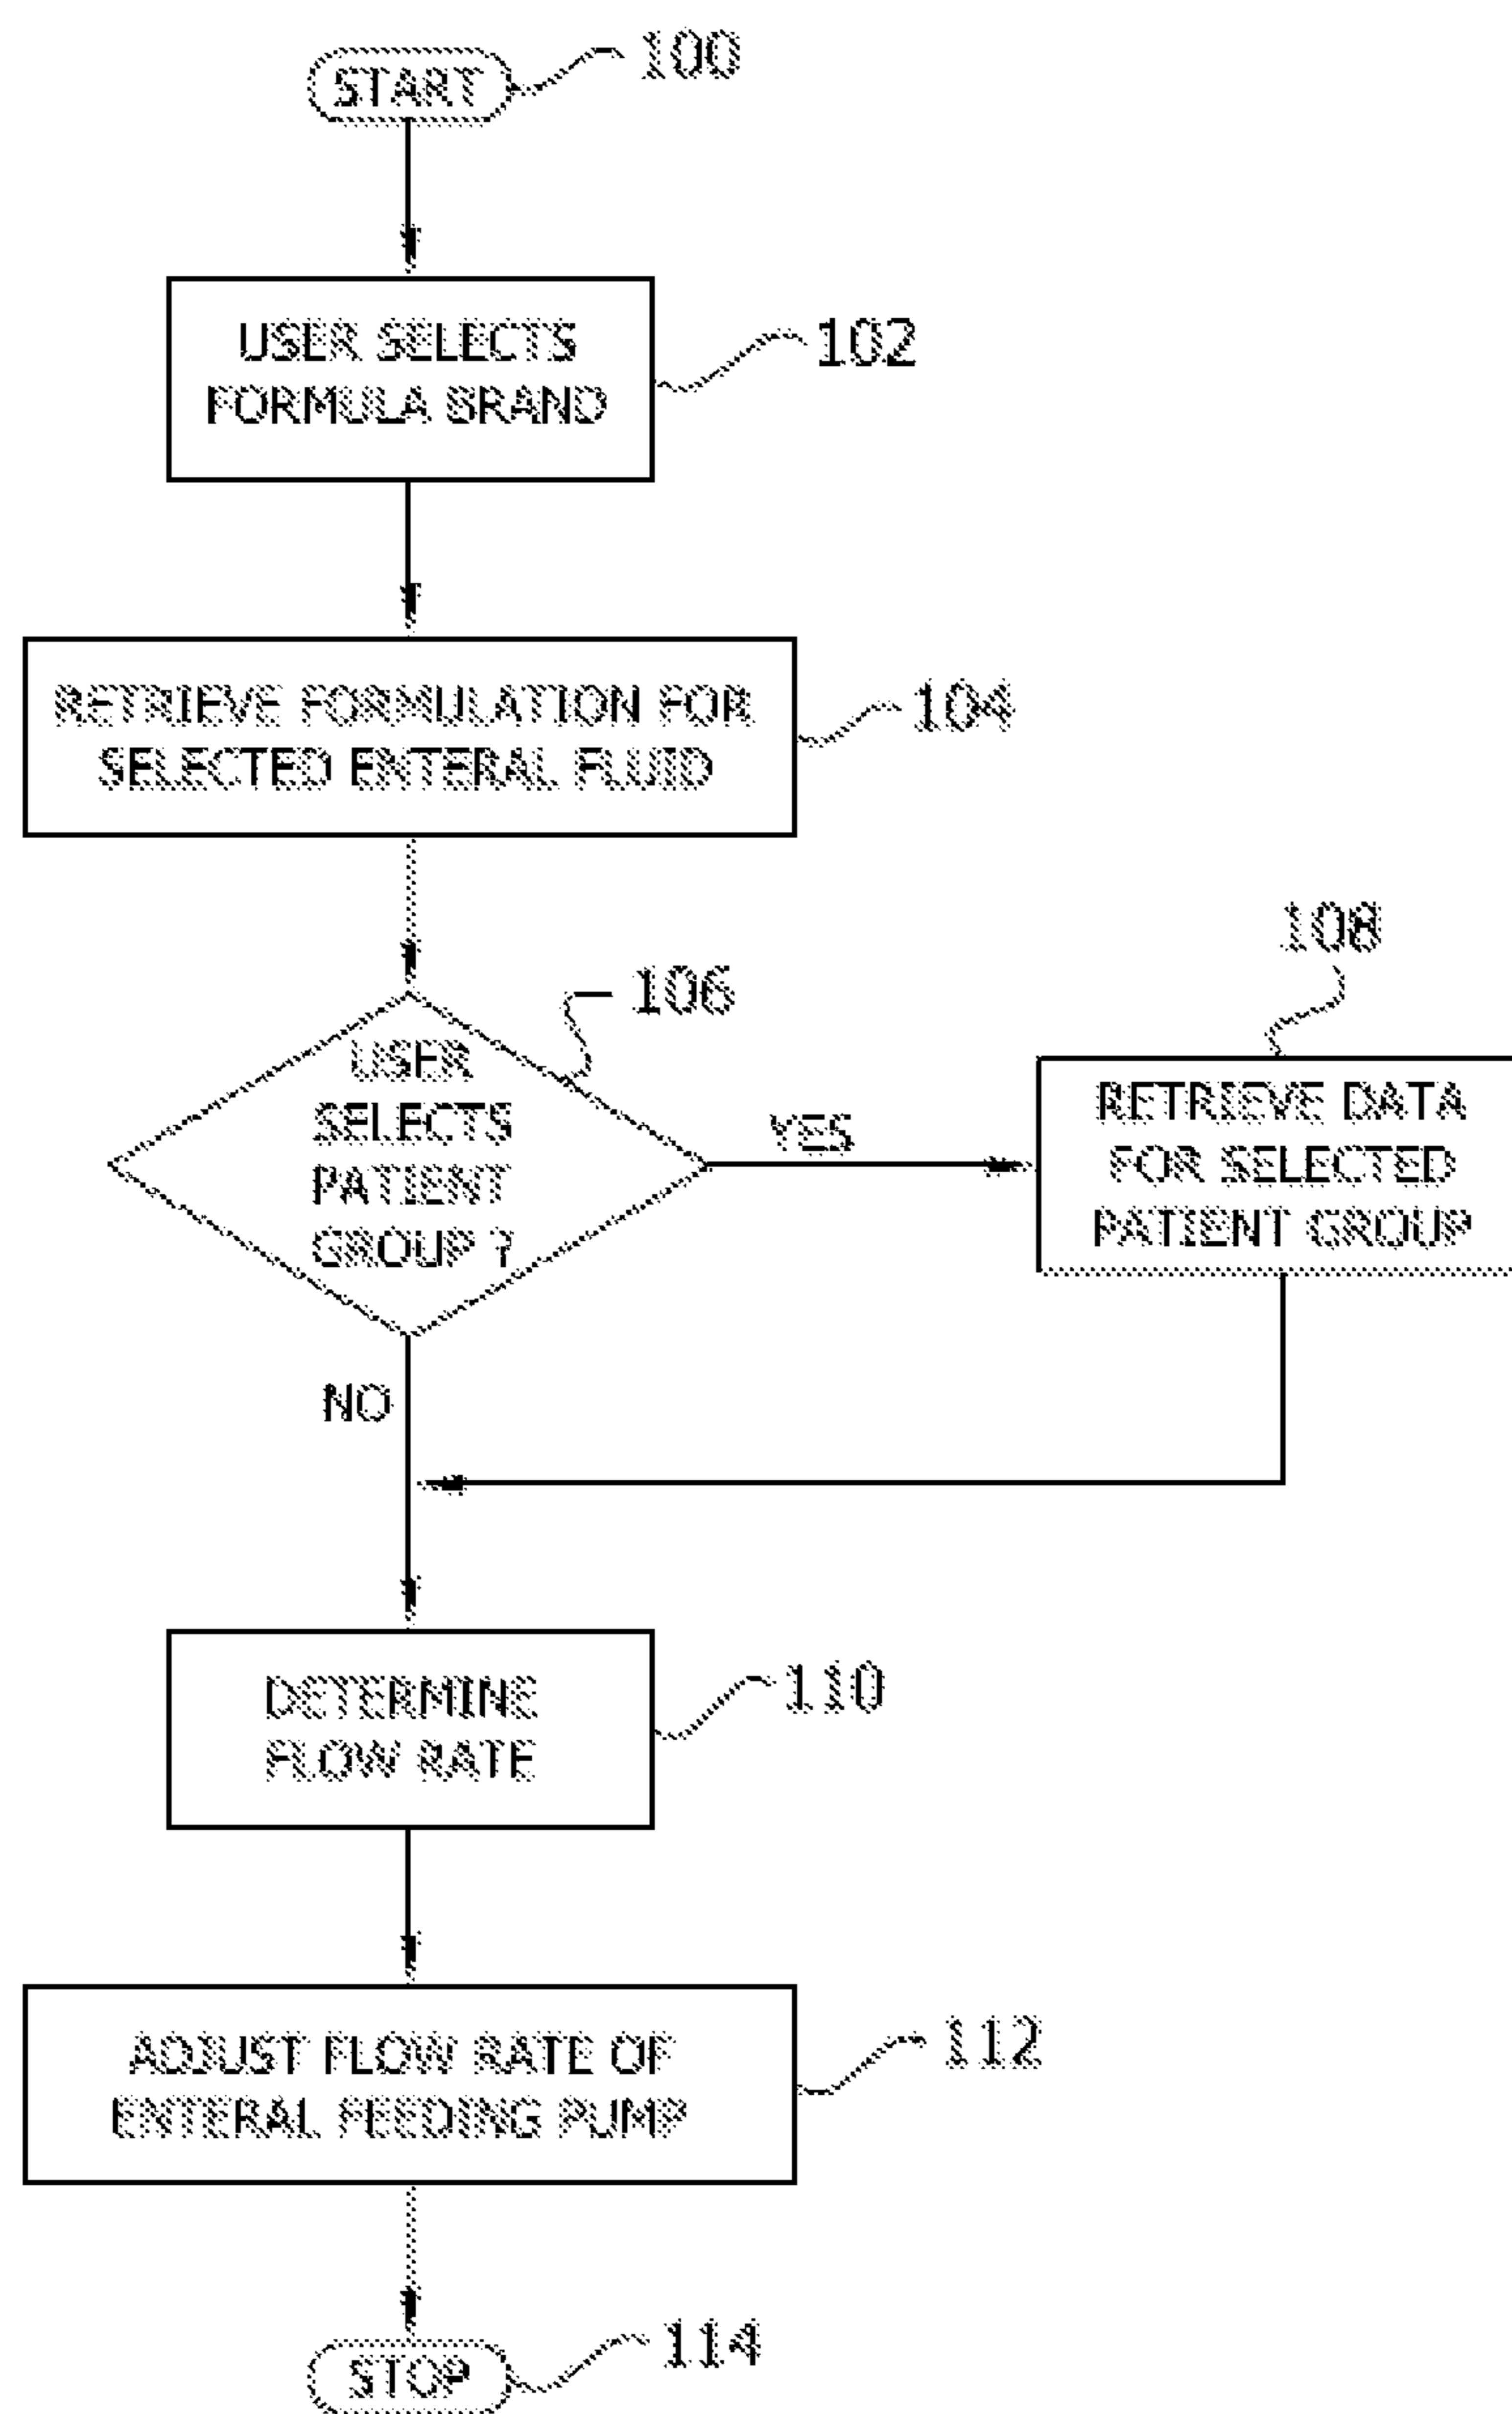 START
100
USER SELECTS
FORMULA BRAND
102
RETRIEVE FORMULATION FOR
SELECTED ENTERAL FLUID
104
USER
SELECTS
PATIENT
GROUP ?
106
YES
108
RETRIEVE DATA
FOR SELECTED
PATIENT GROUP
NO
DETERMINE
FLOW RATE
110
ADJUST FLOW RATE OF
ENTERAL FEEDING PUMP
112
STOP
114